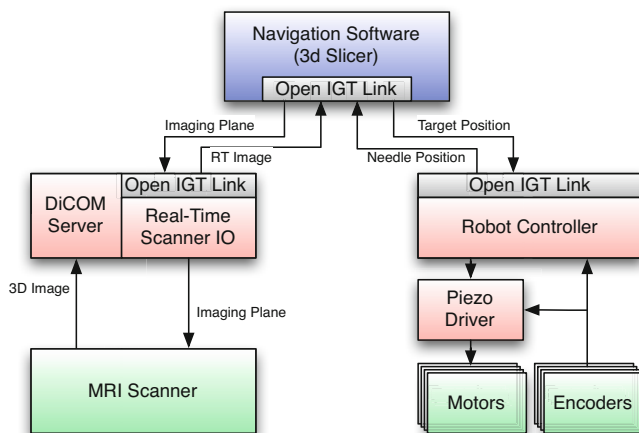 Navigation Software
(3d Slicer)
Open IGT Link
Imaging Plane
Target Position
RT Image
Needle Position
Open IGT Link
DiCOM
Server
Real-Time
Scanner IO
Open IGT Link
Robot Controller
3D Image
Imaging Plane
Piezo
Driver
MRI Scanner
Motors
Encoders